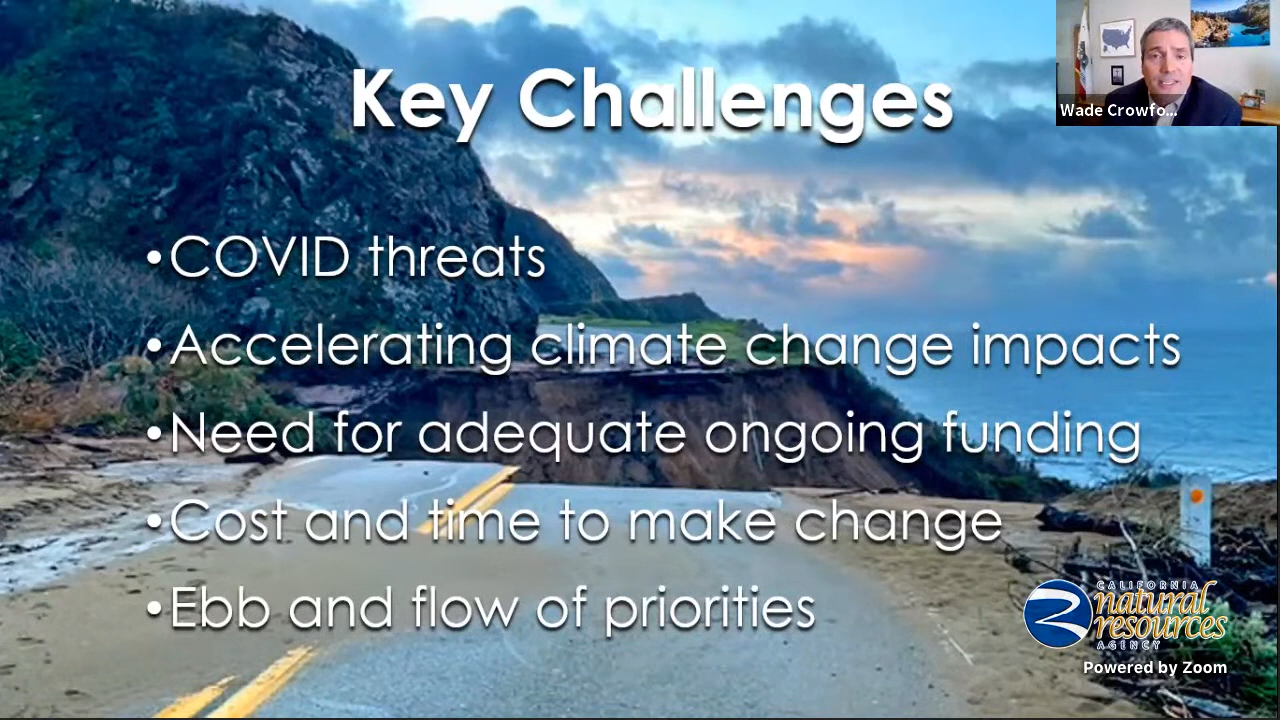 Key Challenges
Wade Crowfo...
•COVID threats
•Accelerating climate change impacts
•Need for adequate ongoing funding
•Cost and time to make change
•Ebb and flow of priorities
CALIFORNIA
natural
resources
AGENCY
Powered by Zoom